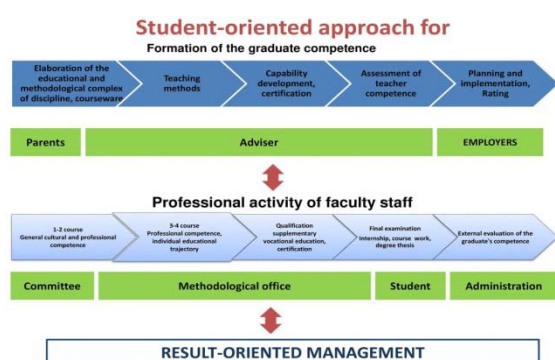 Student-oriented approach for
Formation of the graduate competence
Elaboration of the
educational and
methodological complex
of discipline, courseware
Teaching
methods
Capability
development,
certification
Assessment of
teacher
competence
Planning and
implementation,
Rating
Parents
Adviser
EMPLOYERS
Professional activity of faculty staff
1-2 course
General cultural and professional
competence
3-4 course
Professional competence,
individual educational
trajectory
Qualification
supplementary
vocational education,
certification
Final examination
Internship, course work,
degree thesis
External evaluation of the
graduate's competence
Committee
Methodological office
Student
Administration
RESULT-ORIENTED MANAGEMENT